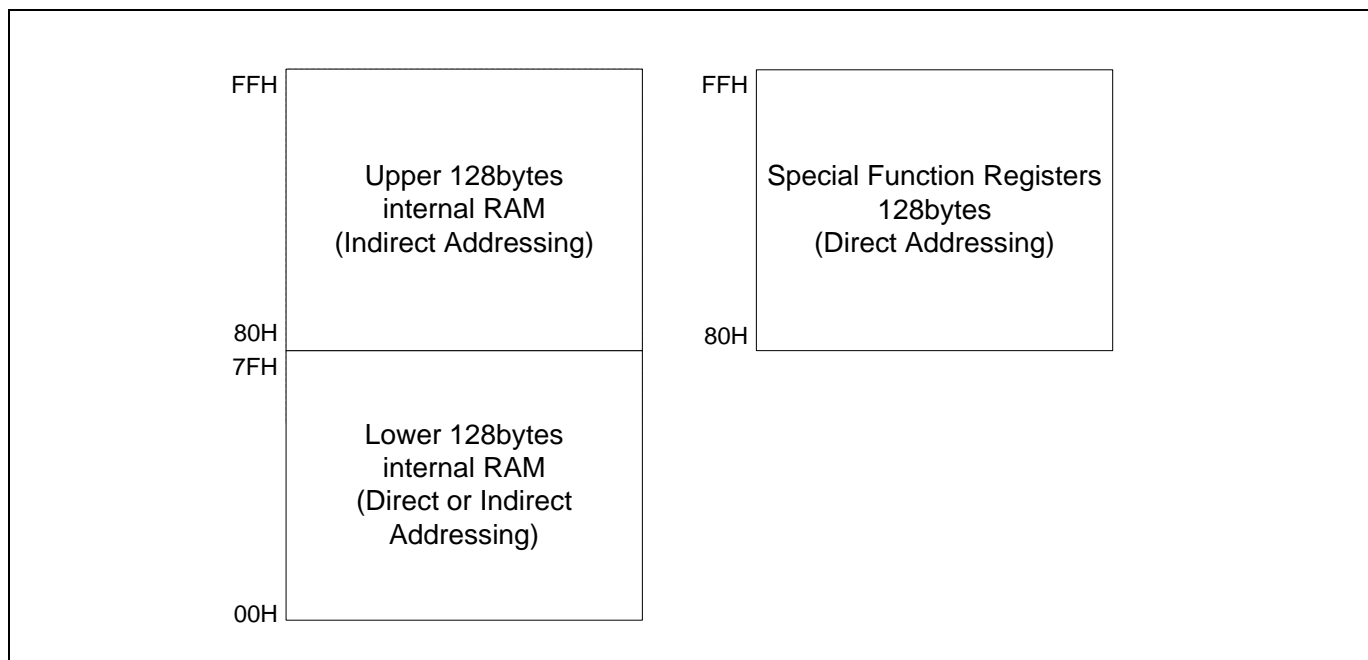 FFH
Upper 128bytes
internal RAM
(Indirect Addressing)
80H
7FH
Lower 128bytes
internal RAM
(Direct or Indirect
Addressing)
00H
FFH
Special Function Registers
128bytes
(Direct Addressing)
80H